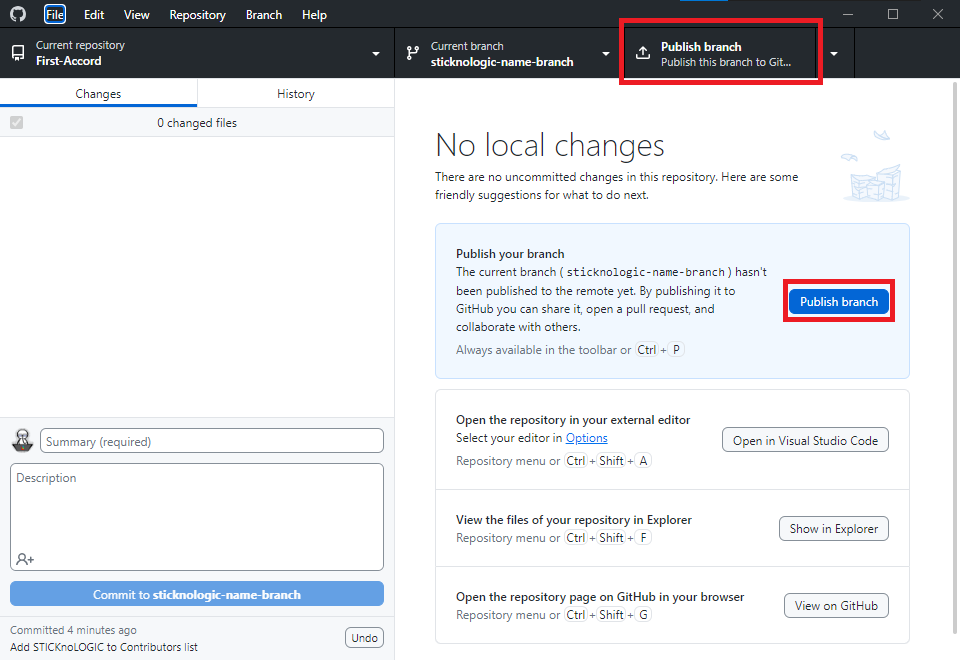 File Edit View Repository Branch Help
Current repository
First-Accord
Current branch
sticknologic-name-branch
Publish branch
Publish this branch to Git...
Changes History
0 changed files
No local changes
There are no uncommitted changes in this repository. Here are some
friendly suggestions for what to do next.
Publish your branch
The current branch ( sticknologic-name-branch ) hasn't
been published to the remote yet. By publishing it to
GitHub you can share it, open a pull request, and
collaborate with others.
Always available in the toolbar or Ctrl + P
Publish branch
Open the repository in your external editor
Select your editor in Options
Repository menu or Ctrl + Shift + A
Open in Visual Studio Code
View the files of your repository in Explorer
Repository menu or Ctrl + Shift + F
Show in Explorer
Open the repository page on GitHub in your browser
Repository menu or Ctrl + Shift + G
View on GitHub
Summary (required)
Description
Commit to sticknologic-name-branch
Committed 4 minutes ago
Add STICKnoLOGIC to Contributors list
Undo